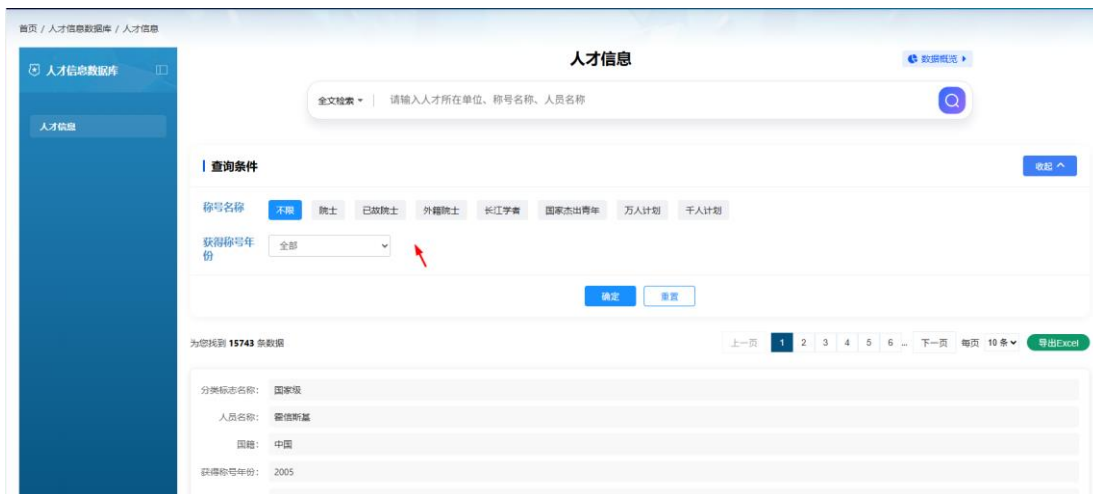 首页 / 人才信息数据库 / 人才信息
人才信息数据库
人才信息
人才信息
数据概览
全文检索 请输入人才所在单位、称号名称、人员名称
查询条件
收起
称号名称 不限 院士 已故院士 外籍院士 长江学者 国家杰出青年 万人计划 千人计划
获得称号年份 全部
确定 重置
为您找到 15743 条数据
上一页 1 2 3 4 5 6 ... 下一页 每页 10 条 导出Excel
分类标志名称: 国家级
人员名称: 霍信斯基
国籍: 中国
获得称号年份: 2005